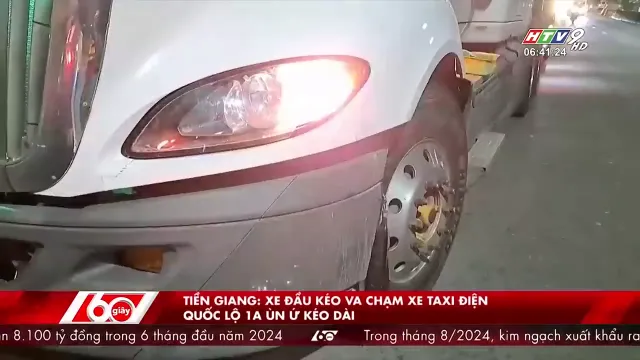 HTV9 HD
06:41:24
60 giây
TIỀN GIANG: XE ĐẦU KÉO VA CHẠM XE TAXI ĐIỆN
QUỐC LỘ 1A ÙN Ứ KÉO DÀI
n 8.100 tỷ đồng trong 6 tháng đầu năm 2024 Trong tháng 8/2024, kim ngạch xuất khẩu ra